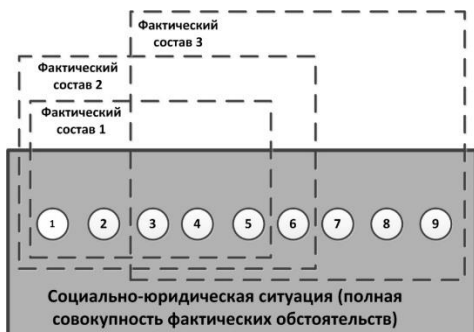 Фактический
состав 3
Фактический
состав 2
Фактический
состав 1
1 2 3 4 5 6 7 8 9
Социально-юридическая ситуация (полная
совокупность фактических обстоятельств)